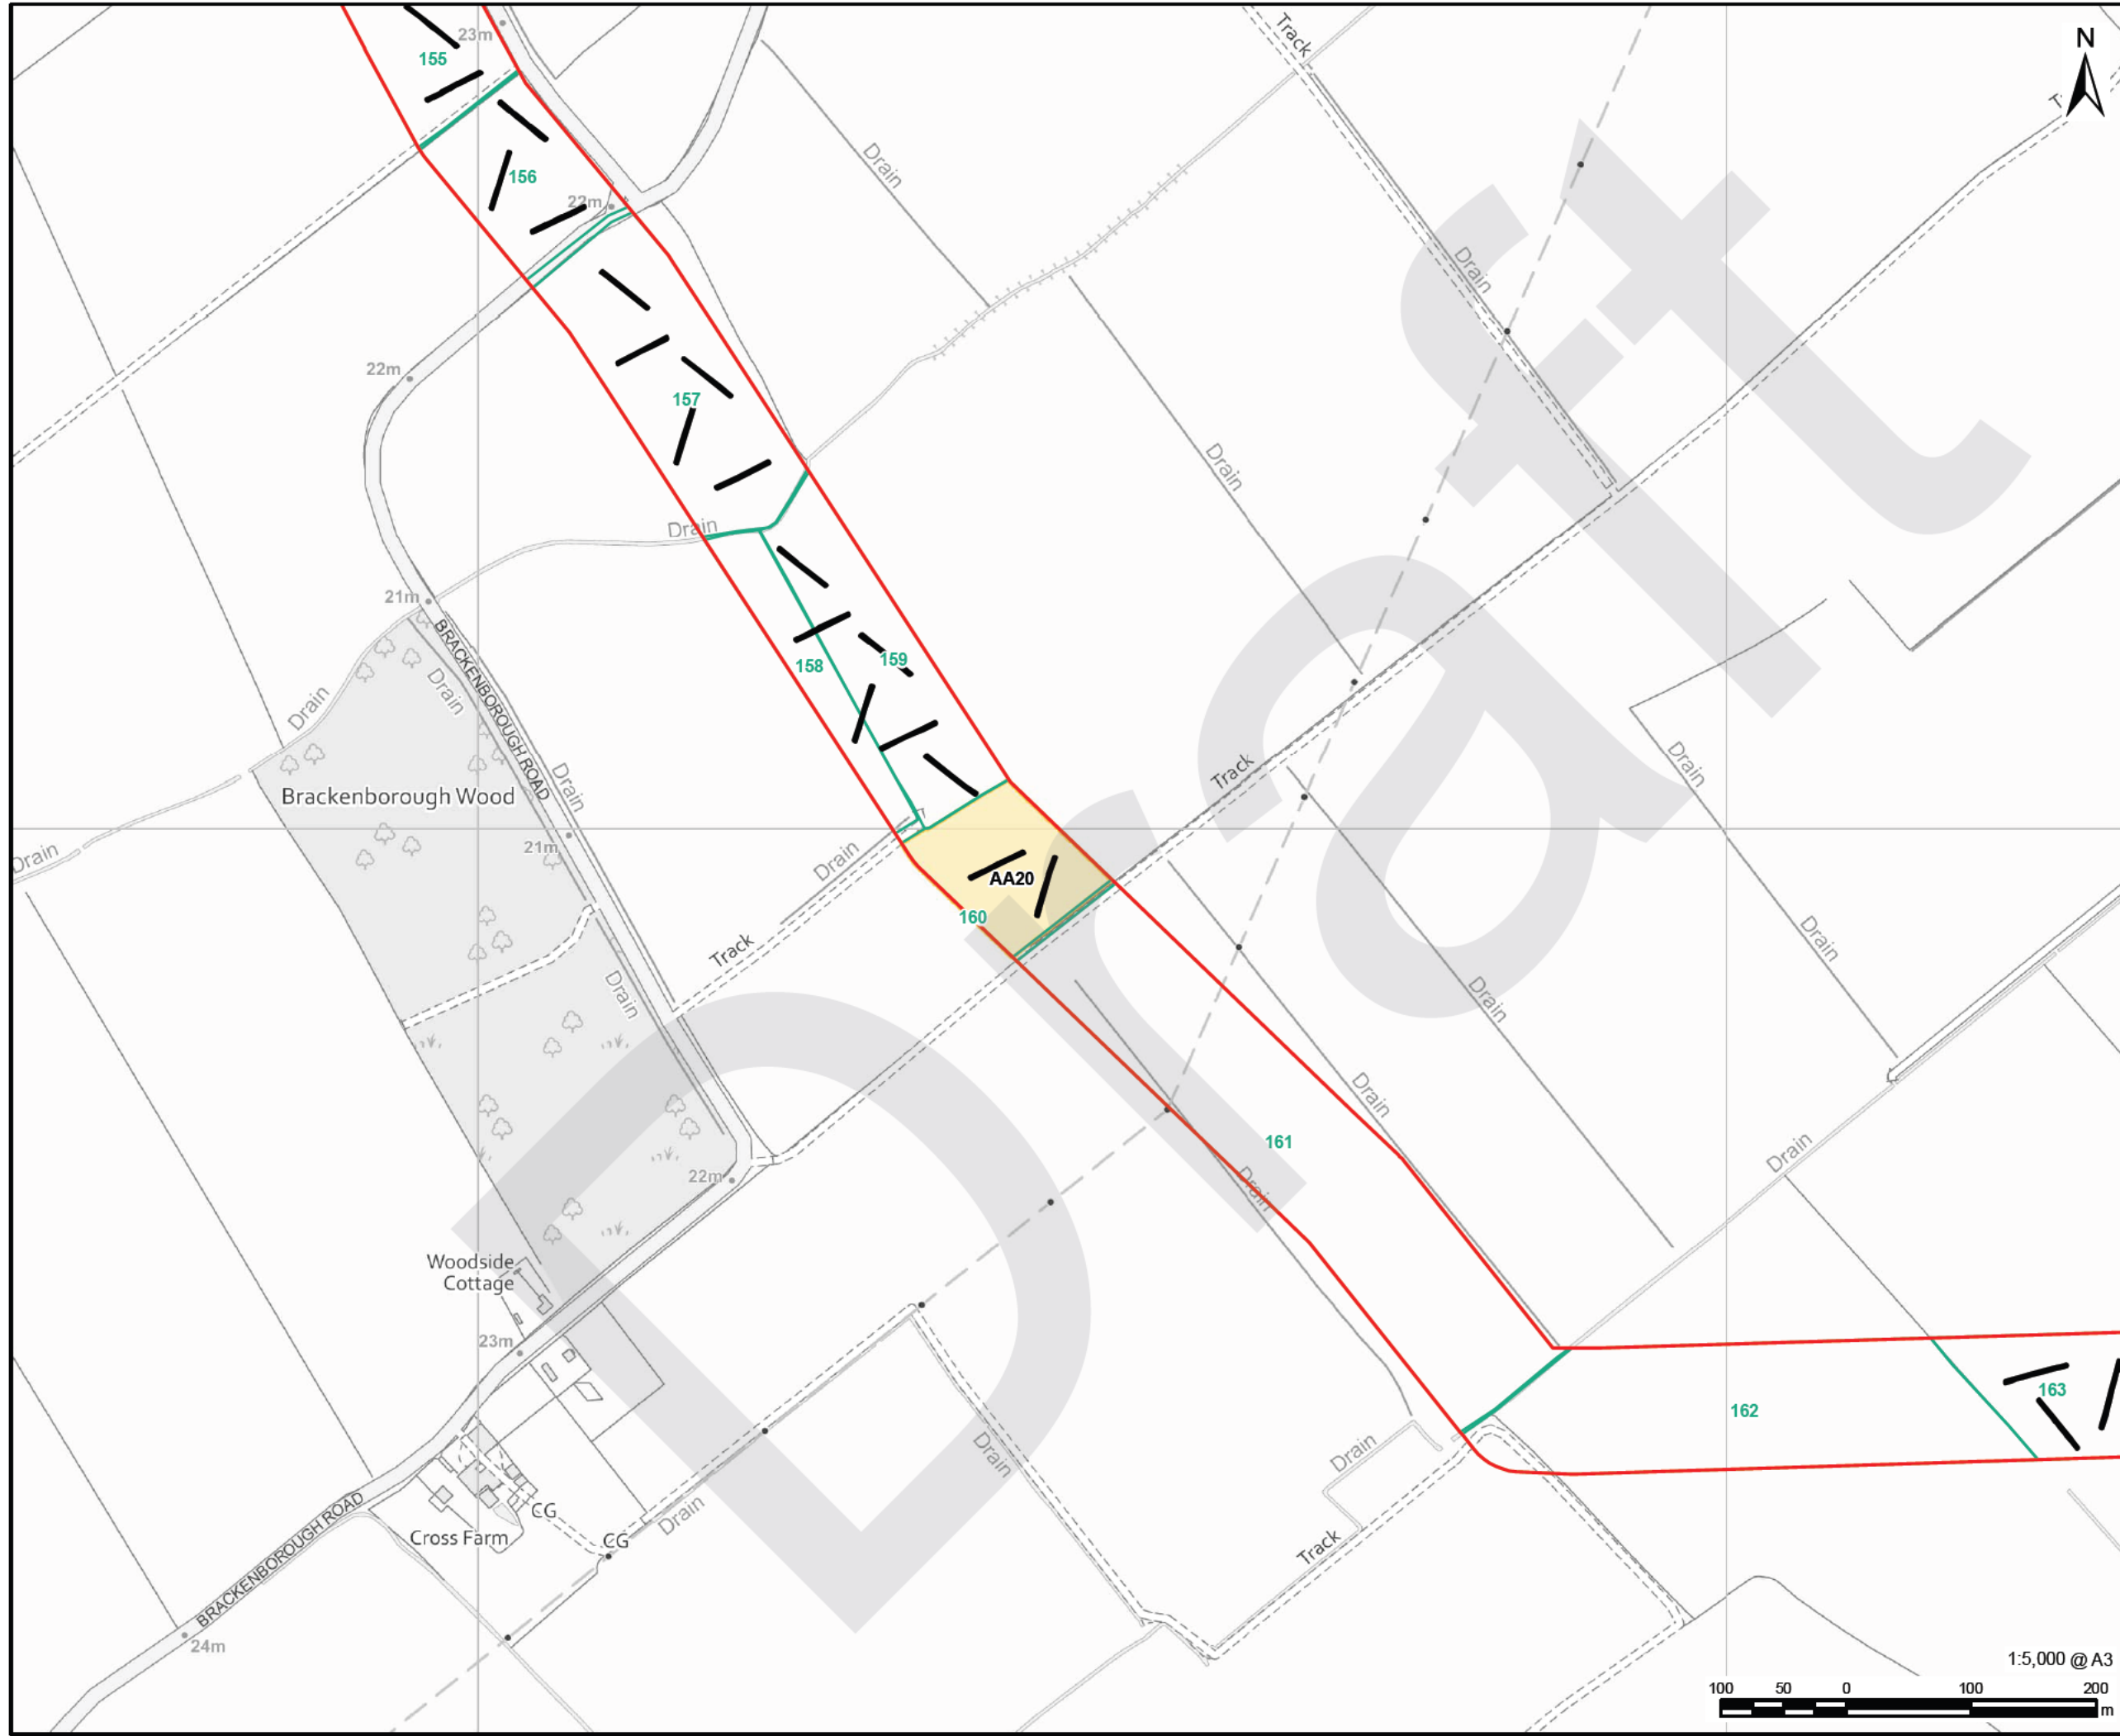 23m
155
Track
N
Drain
156
22m
Drain
22m
157
Drain
Drain
21m
BRACKENBOROUGH ROAD
158
159
Drain
Drain
Drain
Track
Drain
Brackenborough Wood
21m
Drain
Drain
AA20
160
Track
Drain
Drain
Drain
Drain
161
Drain
Drain
22m
Woodside
Cottage
23m
163
162
Drain
Drain
Drain
CG
CG
Cross Farm
Track
BRACKENBOROUGH ROAD
24m
1:5,000 @ A3
100 50 0 100 200
m
Draft